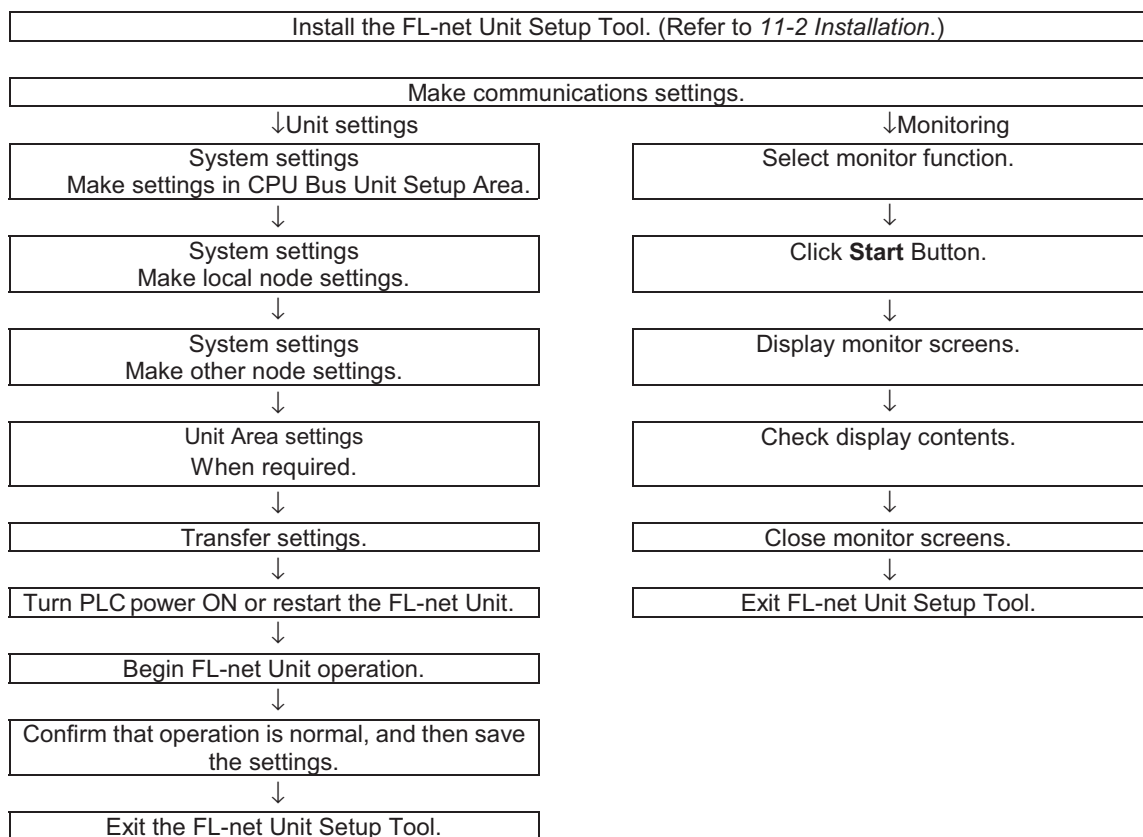 Install the FL-net Unit Setup Tool. (Refer to 11-2 Installation.)
Make communications settings.
↓Unit settings
System settings
Make settings in CPU Bus Unit Setup Area.
↓
System settings
Make local node settings.
↓
System settings
Make other node settings.
↓
Unit Area settings
When required.
↓
Transfer settings.
↓
Turn PLC power ON or restart the FL-net Unit.
↓
Begin FL-net Unit operation.
↓
Confirm that operation is normal, and then save
the settings.
↓
Exit the FL-net Unit Setup Tool.
↓Monitoring
Select monitor function.
↓
Click Start Button.
↓
Display monitor screens.
↓
Check display contents.
↓
Close monitor screens.
↓
Exit FL-net Unit Setup Tool.